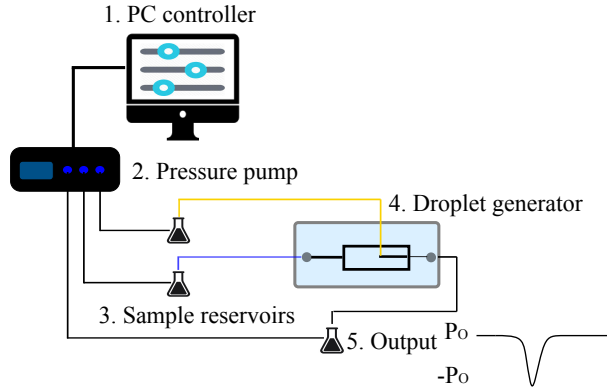 1. PC controller
2. Pressure pump
4. Droplet generator
3. Sample reservoirs
5. Output
Po
-Po